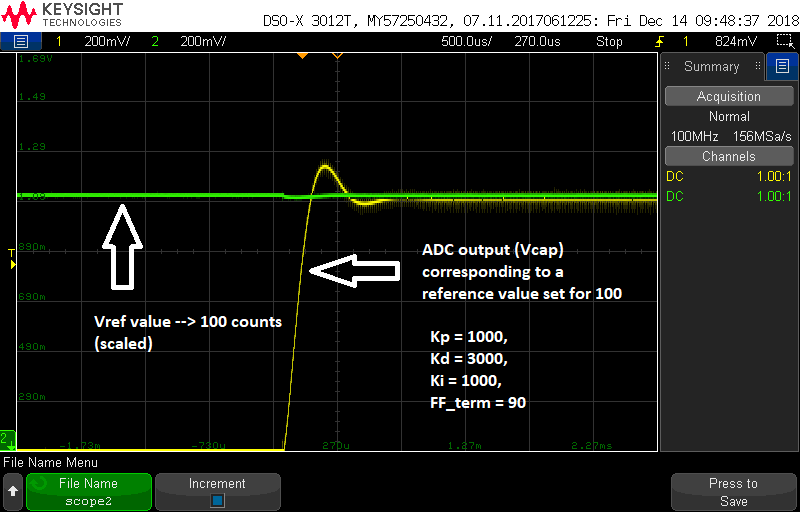 KEYSIGHT
TECHNOLOGIES
DSO-X 3012T, MY57250432, 07.11.2017061225: Fri Dec 14 09:48:37 2018
1 200mV/ 2 200mV/ 500.0us/ 270.0us Stop 1 824mV
1.69V
1.49
1.29
1.09
890m
690m
490m
290m
-1.73m -730u 270u 1.27m 2.27ms
T
2
Vref value --> 100 counts
(scaled)
ADC output (Vcap)
corresponding to a
reference value set for 100
Kp = 1000,
Kd = 3000,
Ki = 1000,
FF_term = 90
Summary
Acquisition
Normal
100MHz 156MSa/s
Channels
DC 1.00:1
DC 1.00:1
File Name Menu
File Name
scope2
Increment
Press to
Save